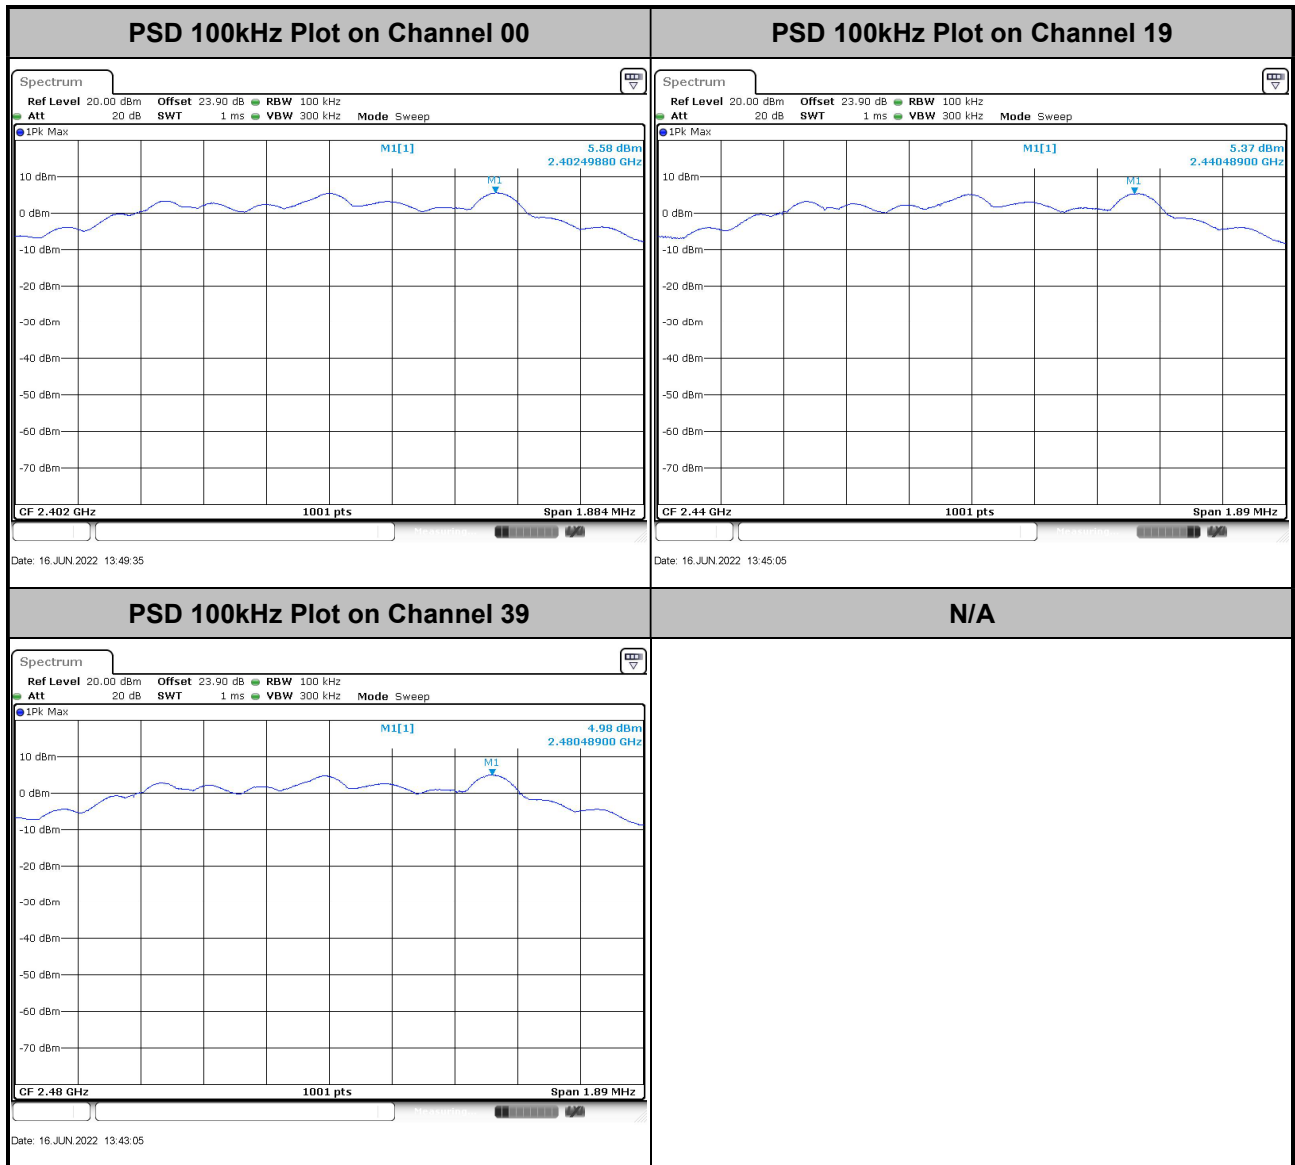 PSD 100kHz Plot on Channel 00
Spectrum
Ref Level 20.00 dBm Offset 23.90 dB RBW 100 kHz
Att 20 dB SWT 1 ms VBW 300 kHz Mode Sweep
1Pk Max
M1[1] 5.58 dBm
2.40249880 GHz
M1
10 dBm
0 dBm
-10 dBm
-20 dBm
-30 dBm
-40 dBm
-50 dBm
-60 dBm
-70 dBm
CF 2.402 GHz 1001 pts Span 1.884 MHz
Measuring
Date: 16.JUN.2022 13:49:35
PSD 100kHz Plot on Channel 19
Spectrum
Ref Level 20.00 dBm Offset 23.90 dB RBW 100 kHz
Att 20 dB SWT 1 ms VBW 300 kHz Mode Sweep
1Pk Max
M1[1] 5.37 dBm
2.44048900 GHz
M1
10 dBm
0 dBm
-10 dBm
-20 dBm
-30 dBm
-40 dBm
-50 dBm
-60 dBm
-70 dBm
CF 2.44 GHz 1001 pts Span 1.89 MHz
Measuring
Date: 16.JUN.2022 13:45:05
PSD 100kHz Plot on Channel 39
Spectrum
Ref Level 20.00 dBm Offset 23.90 dB RBW 100 kHz
Att 20 dB SWT 1 ms VBW 300 kHz Mode Sweep
1Pk Max
M1[1] 4.98 dBm
2.48048900 GHz
M1
10 dBm
0 dBm
-10 dBm
-20 dBm
-30 dBm
-40 dBm
-50 dBm
-60 dBm
-70 dBm
CF 2.48 GHz 1001 pts Span 1.89 MHz
Measuring
Date: 16.JUN.2022 13:43:05
N/A